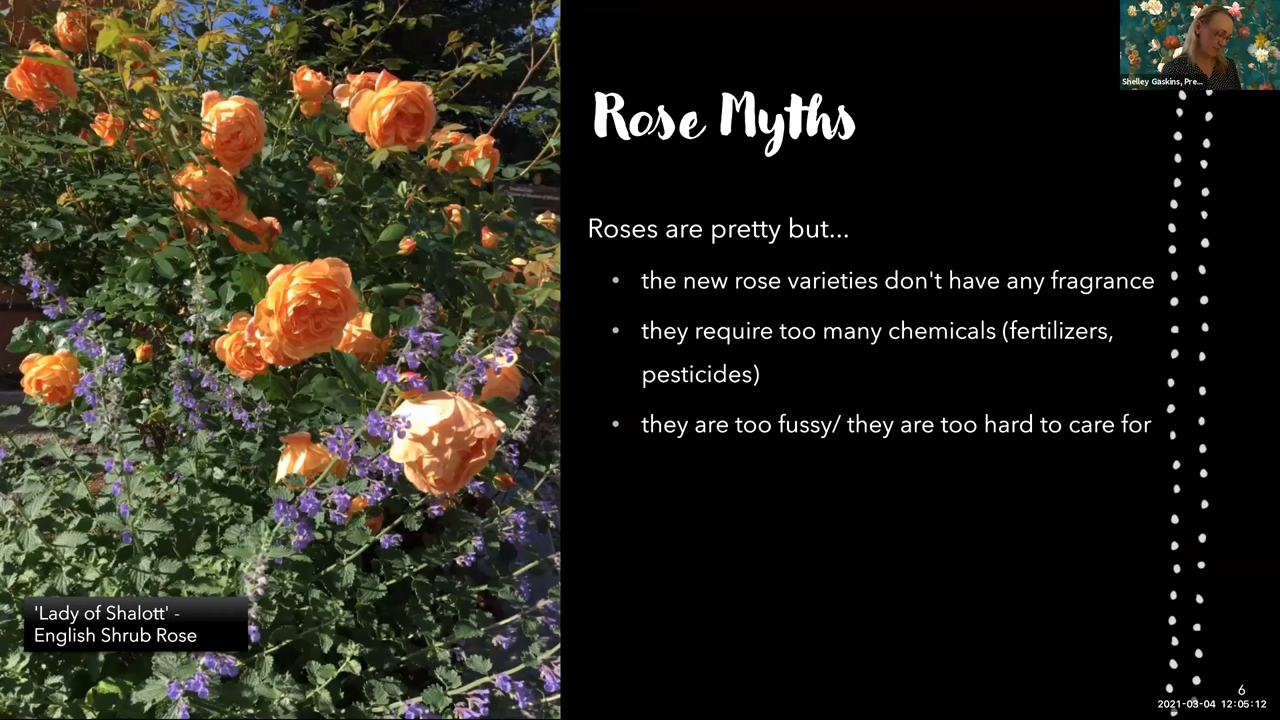 Shelley Gaskins, Pre...
Rose Myths
Roses are pretty but...
• the new rose varieties don't have any fragrance
• they require too many chemicals (fertilizers,
pesticides)
• they are too fussy/ they are too hard to care for
'Lady of Shalott' -
English Shrub Rose
6
2021-03-04 12:05:12